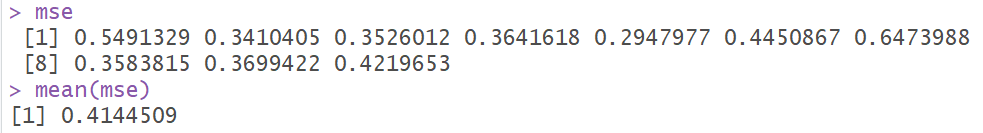 > mse
[1] 0.5491329 0.3410405 0.3526012 0.3641618 0.2947977 0.4450867 0.6473988
[8] 0.3583815 0.3699422 0.4219653
> mean(mse)
[1] 0.4144509